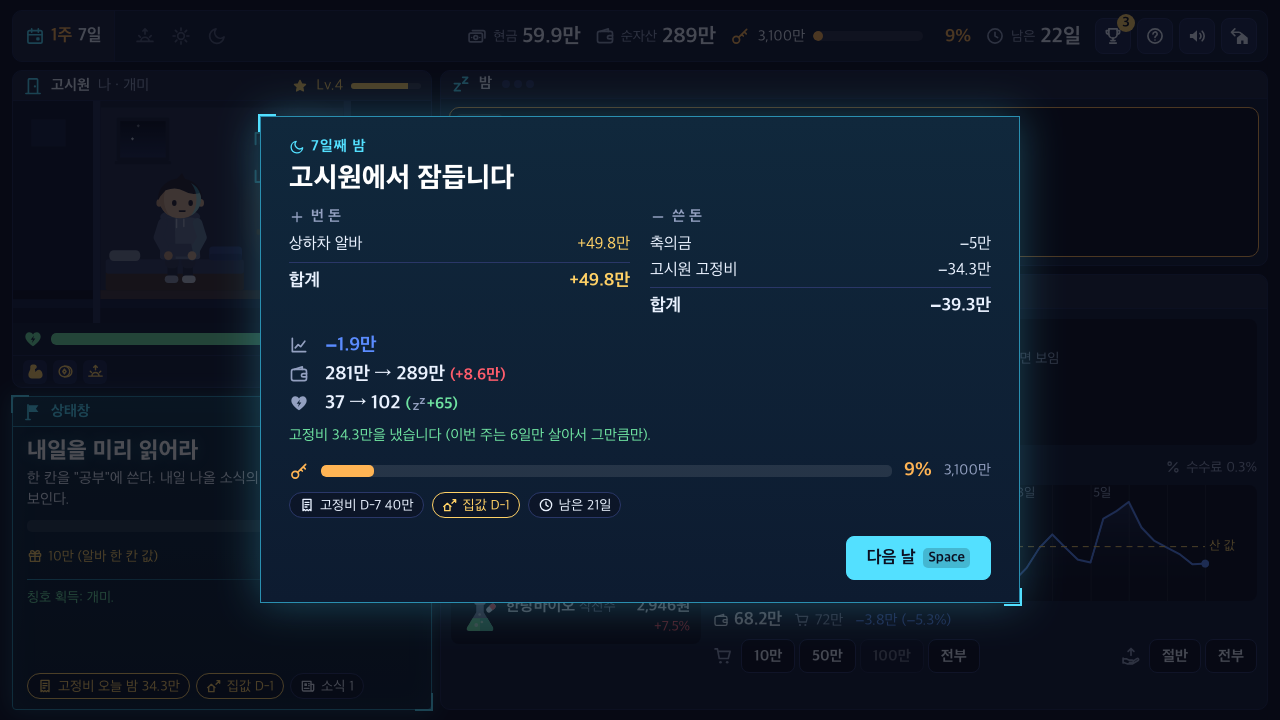 1주 7일
현금 59.9만
순자산 289만
3,100만
9%
남은 22일
3
고시원 나 · 개미
Lv.4
zZ 밤
7일째 밤
고시원에서 잠듭니다
+ 번 돈
상하차 알바 +49.8만
합계 +49.8만
− 쓴 돈
축의금 −5만
고시원 고정비 −34.3만
합계 −39.3만
−1.9만
281만 → 289만 (+8.6만)
37 → 102 (zZ+65)
고정비 34.3만을 냈습니다 (이번 주는 6일만 살아서 그만큼만).
9% 3,100만
고정비 D-7 40만
집값 D-1
남은 21일
다음 날 Space
상태창
내일을 미리 읽어라
한 칸을 "공부"에 쓴다. 내일 나올 소식의
보인다.
10만 (알바 한 칸 값)
칭호 획득: 개미.
고정비 오늘 밤 34.3만
집값 D-1
소식 1
면 보임
수수료 0.3%
3일
5일
산 값
한탕바이오 작전주 2,946원
+7.5%
68.2만
72만
−3.8만 (−5.3%)
10만
50만
100만
전부
절반
전부